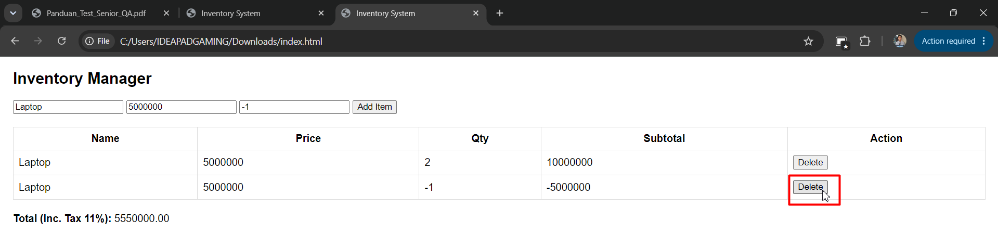 Panduan_Test_Senior_QA.pdf Inventory System Inventory System
File C:/Users/IDEAPADGAMING/Downloads/index.html Action required
Inventory Manager
Laptop 5000000 -1 Add Item
Name Price Qty Subtotal Action
Laptop 5000000 2 10000000 Delete
Laptop 5000000 -1 -5000000 Delete
Total (Inc. Tax 11%): 5550000.00